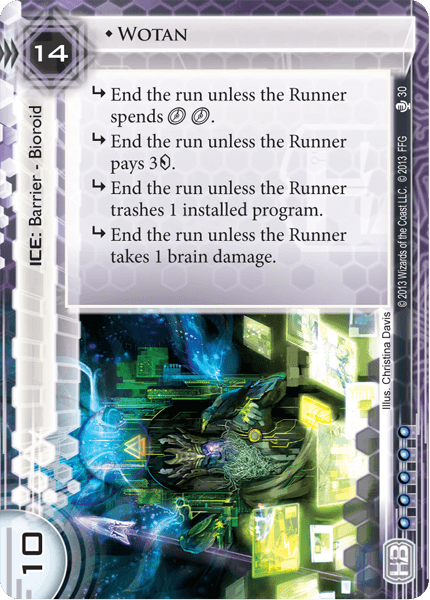 14
♦ WOTAN
↳ End the run unless the Runner
spends 🕒 🕒.
↳ End the run unless the Runner
pays 3.
↳ End the run unless the Runner
trashes 1 installed program.
↳ End the run unless the Runner
takes 1 brain damage.
ICE: Barrier - Bioroid
© 2013 Wizards of the Coast LLC. © 2013 FFG 30
Illus. Christina Davis
10
HB